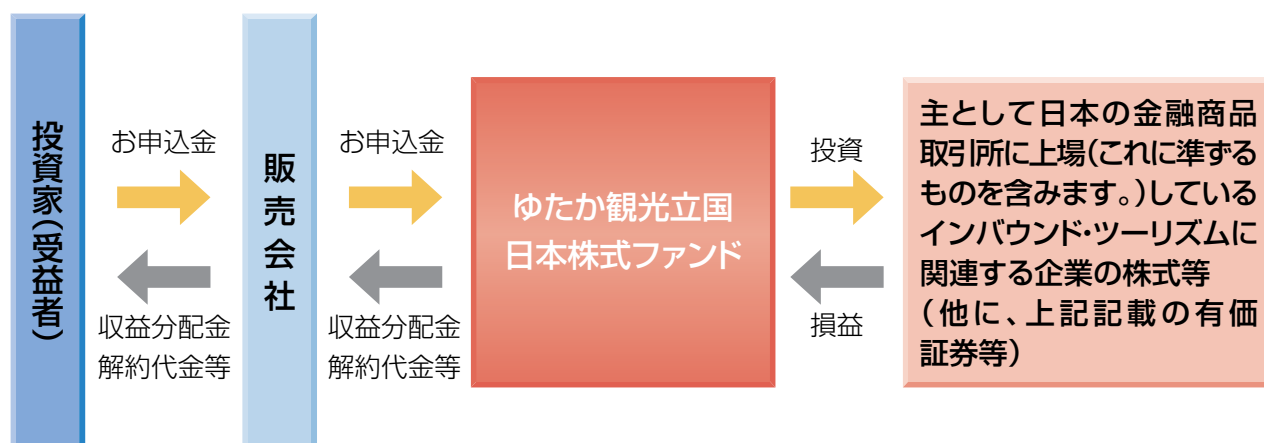 投資家(受益者)
お申込金
収益分配金
解約代金等
販売会社
お申込金
収益分配金
解約代金等
ゆたか観光立国
日本株式ファンド
投資
損益
主として日本の金融商品
取引所に上場(これに準ずる
ものを含みます。)している
インバウンド・ツーリズムに
関連する企業の株式等
(他に、上記記載の有価
証券等)